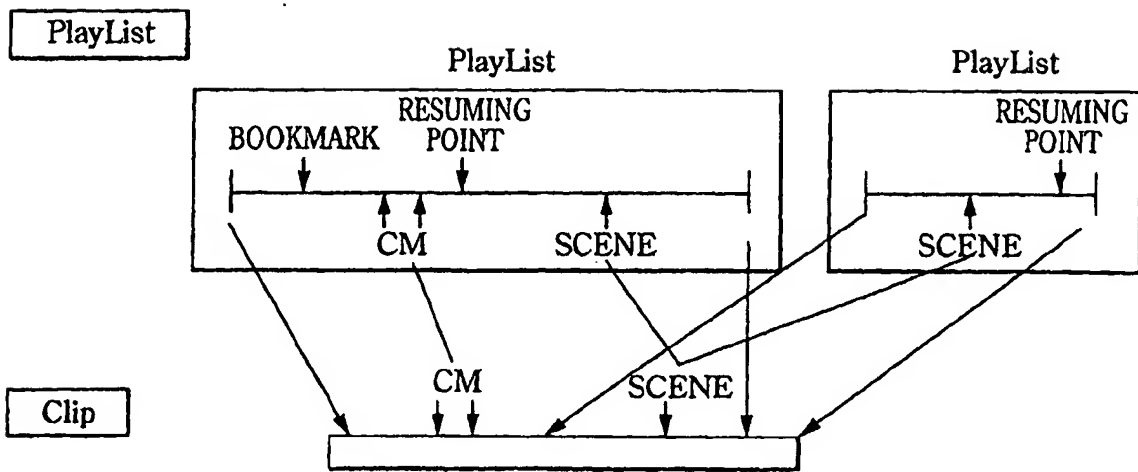 PlayList
PlayList
PlayList
BOOKMARK
RESUMING
POINT
RESUMING
POINT
CM
SCENE
SCENE
CM
SCENE
Clip